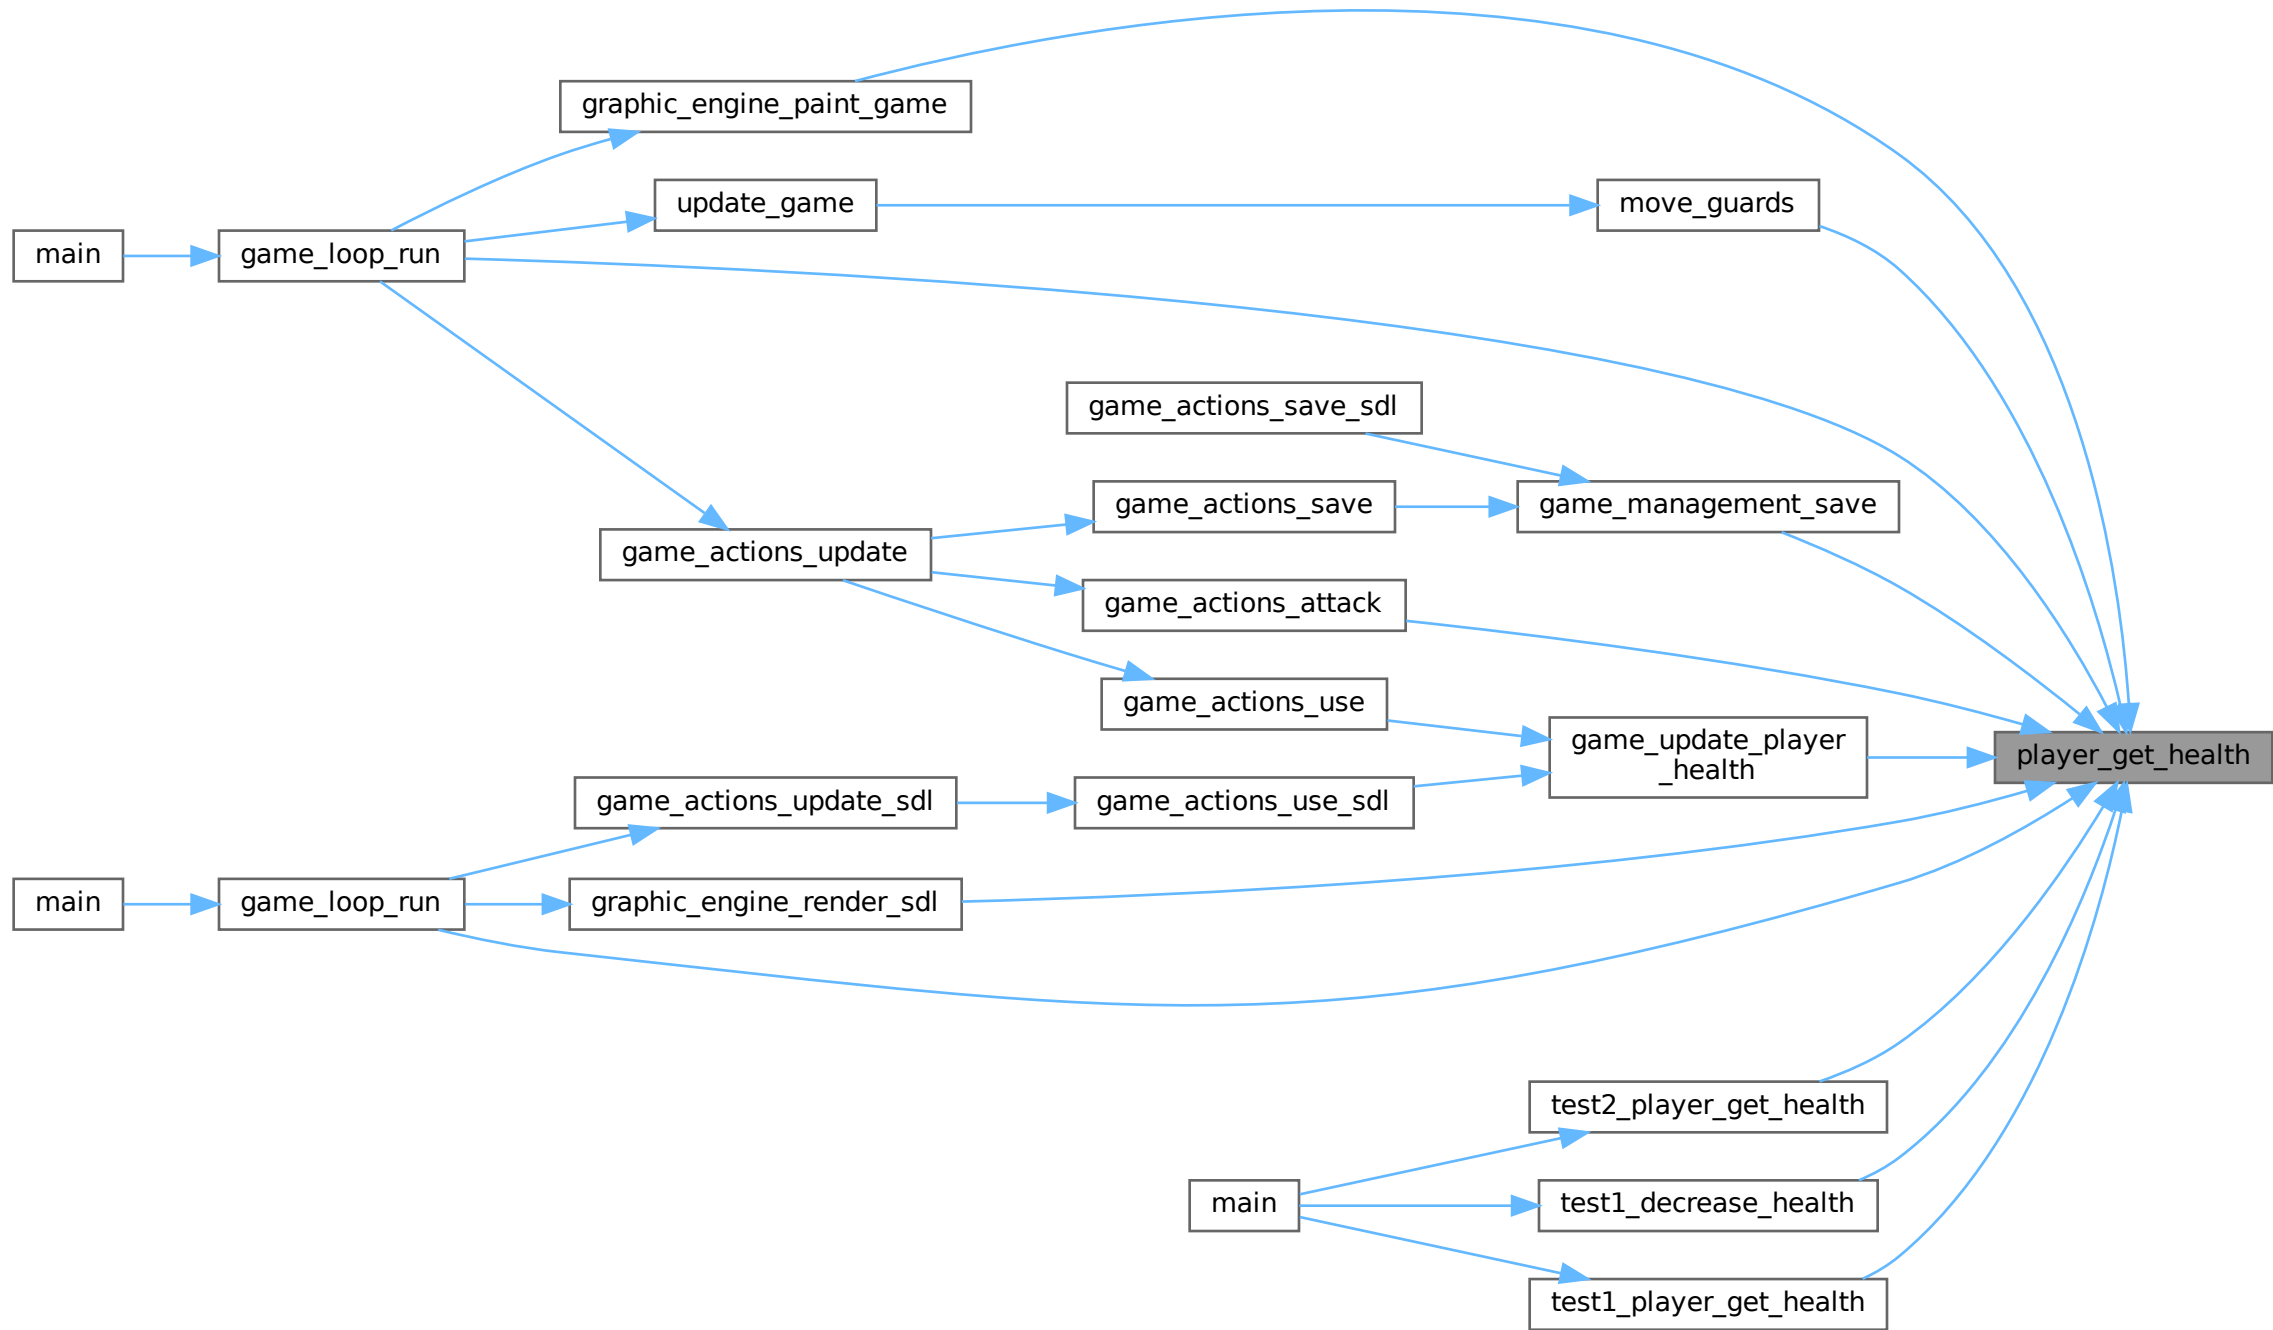 graphic_engine_paint_game
update_game
move_guards
main
game_loop_run
game_actions_save_sdl
game_actions_save
game_management_save
game_actions_update
game_actions_attack
game_actions_use
game_update_player
_health
player_get_health
game_actions_update_sdl
game_actions_use_sdl
main
game_loop_run
graphic_engine_render_sdl
test2_player_get_health
main
test1_decrease_health
test1_player_get_health